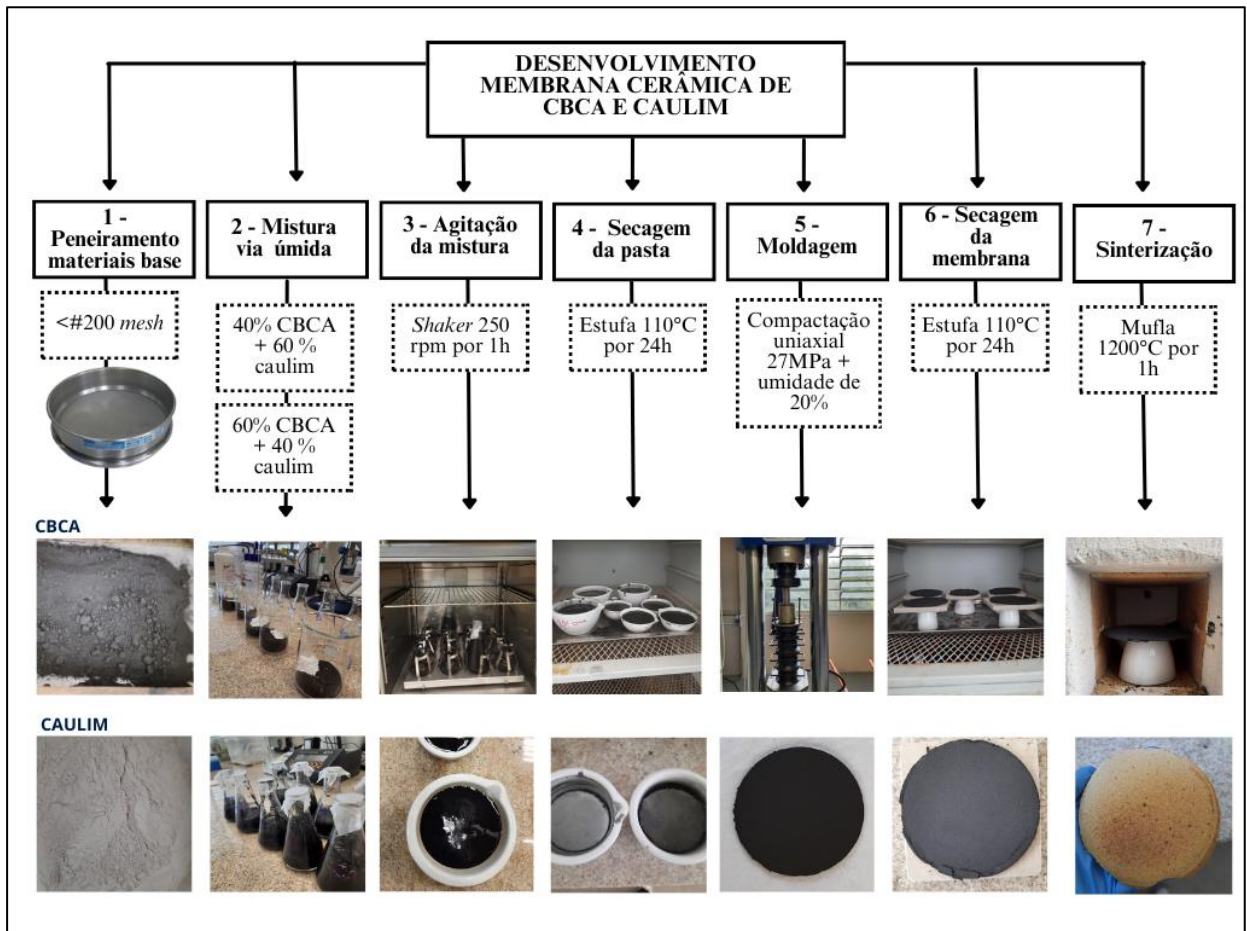 DESENVOLVIMENTO
MEMBRANA CERÂMICA DE
CBCA E CAULIM
1 -
Peneiramento
materiais base
2 - Mistura
via úmida
3 - Agitação
da mistura
4 - Secagem
da pasta
5 -
Moldagem
6 - Secagem
da
membrana
7 -
Sinterização
<#200 mesh
40% CBCA
+ 60 %
caulim
60% CBCA
+ 40 %
caulim
Shaker 250
rpm por 1h
Estufa 110°C
por 24h
Compactação
uniaxial
27MPa +
umidade de
20%
Estufa 110°C
por 24h
Mufla
1200°C por
1h
CBCA
CAULIM